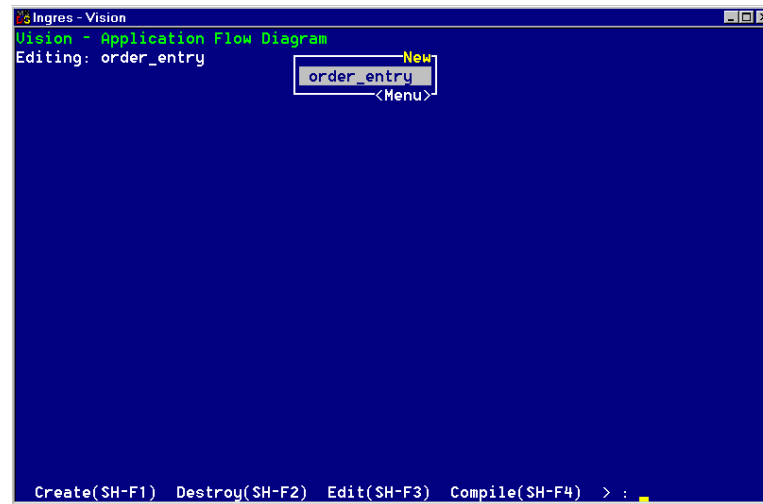 Ingres - Vision
Vision - Application Flow Diagram
Editing: order_entry
New
order_entry
<Menu>
Create(SH-F1) Destroy(SH-F2) Edit(SH-F3) Compile(SH-F4) > : _